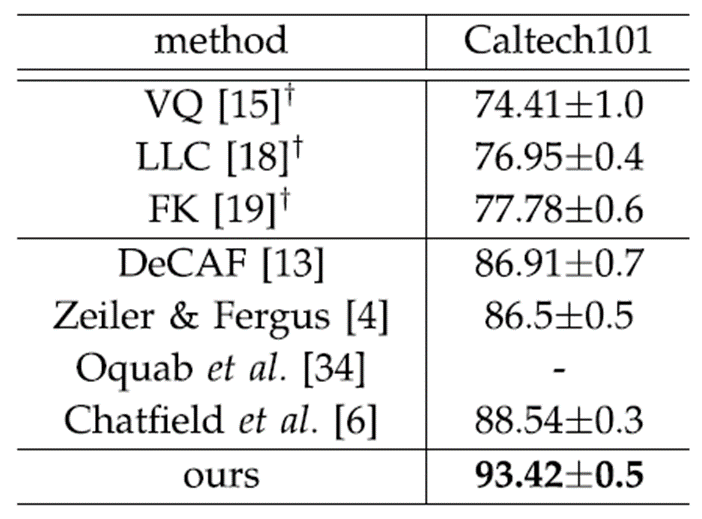 method Caltech101
VQ [15]† 74.41±1.0
LLC [18]† 76.95±0.4
FK [19]† 77.78±0.6
DeCAF [13] 86.91±0.7
Zeiler & Fergus [4] 86.5±0.5
Oquab et al. [34] -
Chatfield et al. [6] 88.54±0.3
ours 93.42±0.5